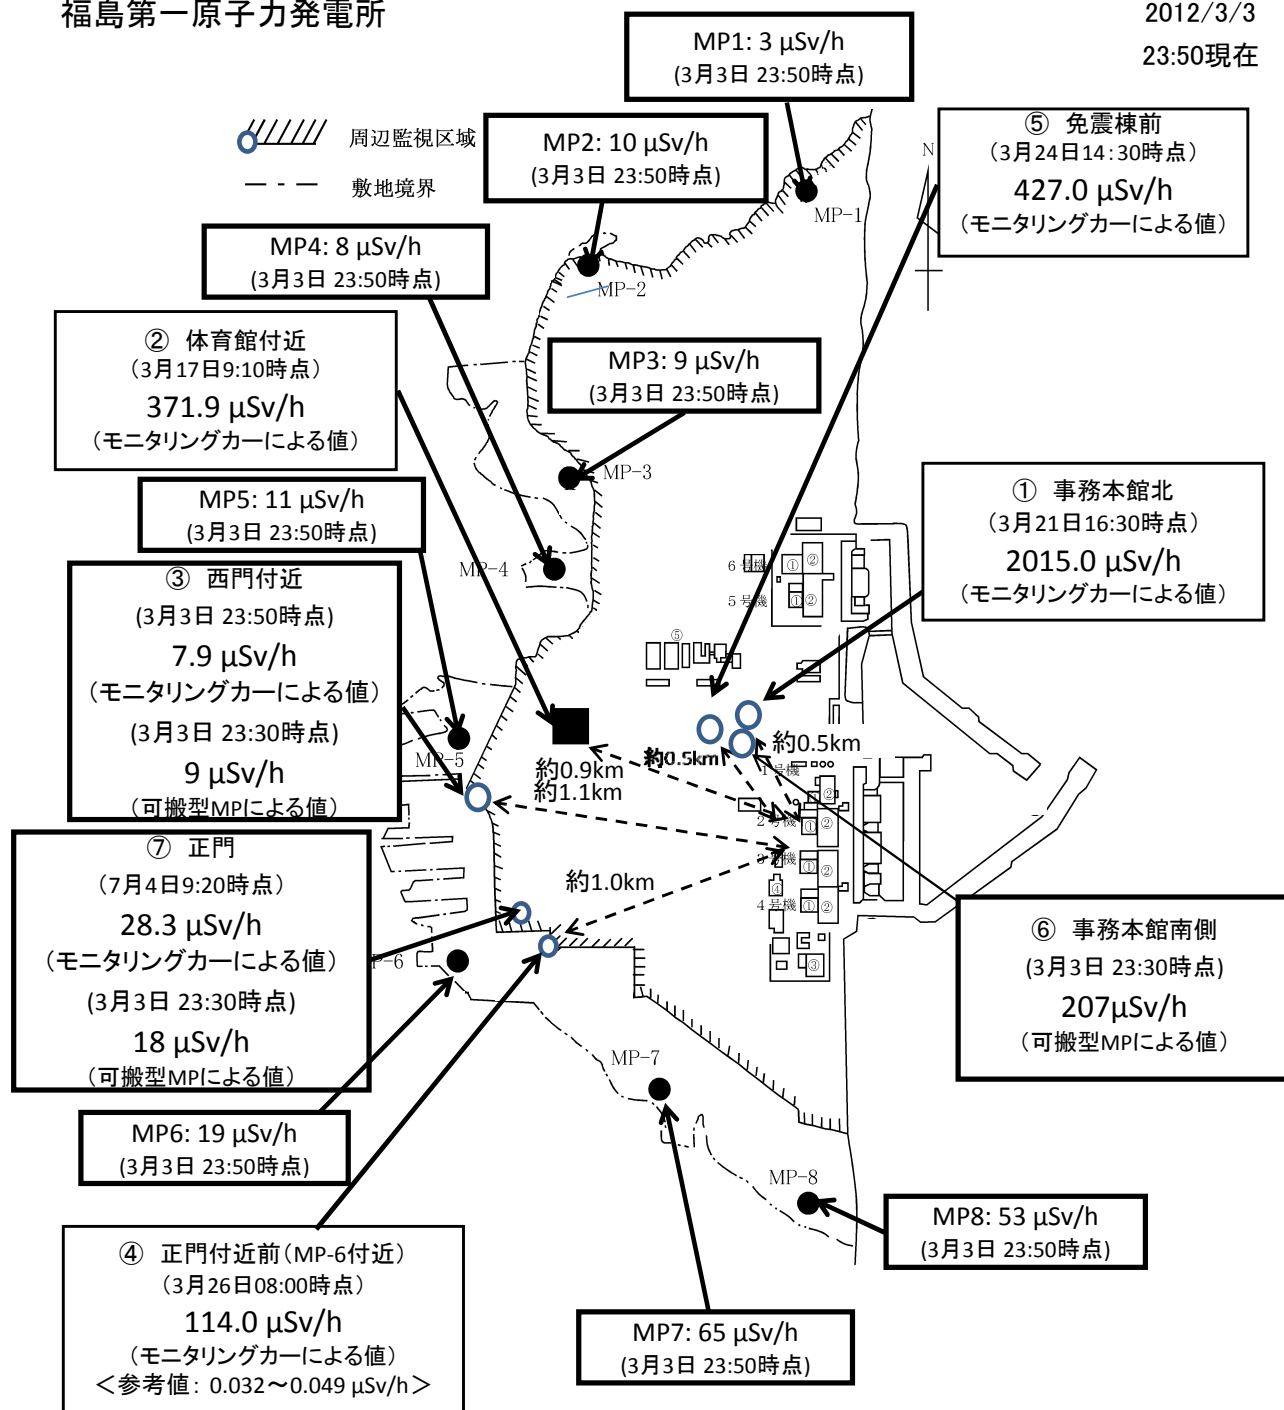 福島第一原子力発電所
2012/3/3
23:50現在
MP1: 3 μSv/h
(3月3日 23:50時点)
周辺監視区域
敷地境界
MP2: 10 μSv/h
(3月3日 23:50時点)
⑤ 免震棟前
(3月24日14:30時点)
427.0 μSv/h
(モニタリングカーによる値)
N
MP-1
MP4: 8 μSv/h
(3月3日 23:50時点)
MP-2
② 体育館付近
(3月17日9:10時点)
371.9 μSv/h
(モニタリングカーによる値)
MP3: 9 μSv/h
(3月3日 23:50時点)
MP-3
MP5: 11 μSv/h
(3月3日 23:50時点)
① 事務本館北
(3月21日16:30時点)
2015.0 μSv/h
(モニタリングカーによる値)
MP-4
6号機 ① ②
5号機 ① ②
⑤
③ 西門付近
(3月3日 23:50時点)
7.9 μSv/h
(モニタリングカーによる値)
(3月3日 23:30時点)
9 μSv/h
(可搬型MPによる値)
MP-5
約0.9km
約1.1km
約0.5km
約0.5km
1号機 ① ②
2号機 ① ②
3号機 ① ②
④
4号機 ① ②
③
約1.0km
⑦ 正門
(7月4日9:20時点)
28.3 μSv/h
(モニタリングカーによる値)
(3月3日 23:30時点)
18 μSv/h
(可搬型MPによる値)
P-6
⑥ 事務本館南側
(3月3日 23:30時点)
207μSv/h
(可搬型MPによる値)
MP-7
MP6: 19 μSv/h
(3月3日 23:50時点)
MP-8
MP8: 53 μSv/h
(3月3日 23:50時点)
④ 正門付近前(MP-6付近)
(3月26日08:00時点)
114.0 μSv/h
(モニタリングカーによる値)
<参考値: 0.032~0.049 μSv/h>
MP7: 65 μSv/h
(3月3日 23:50時点)